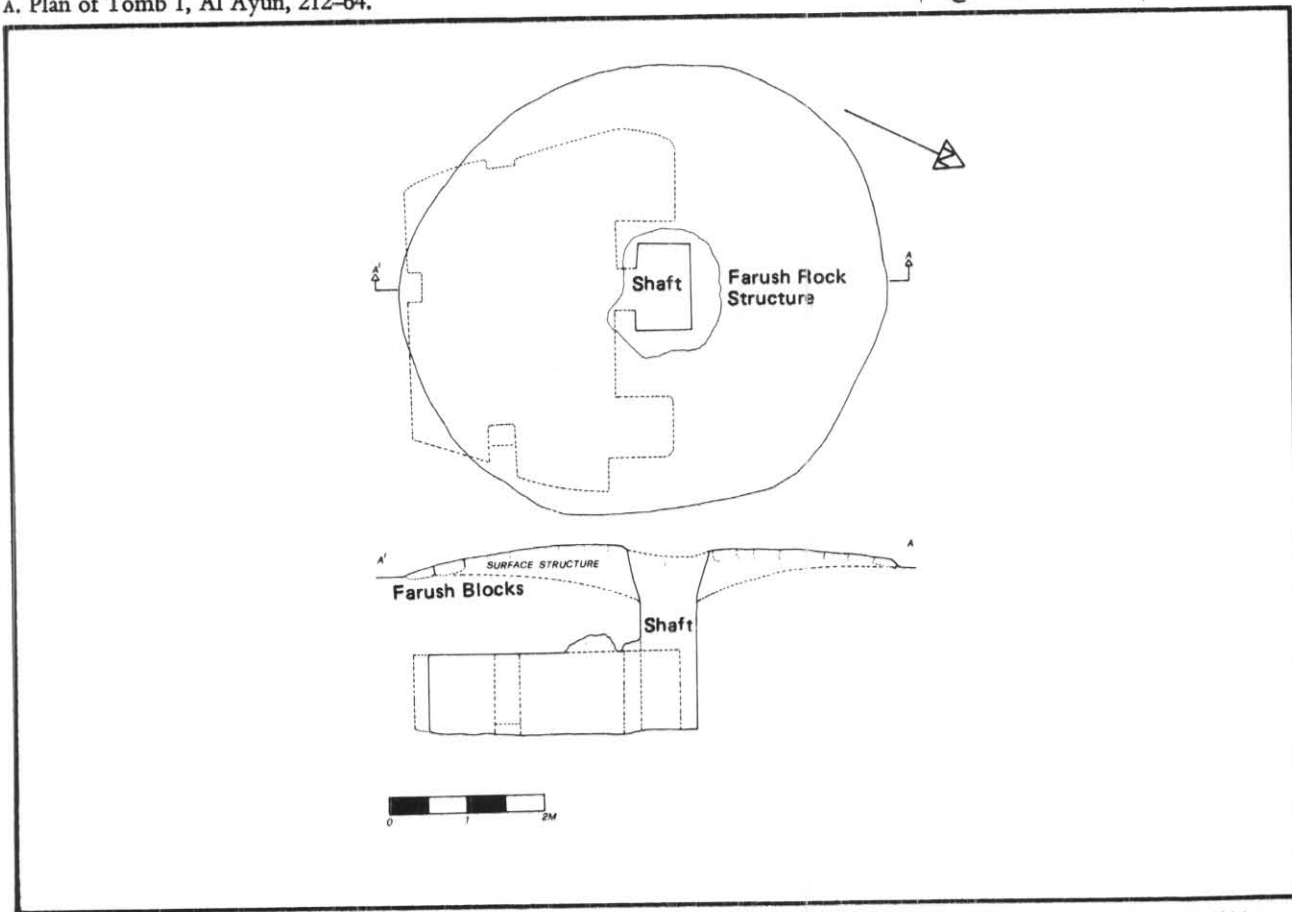 A. Plan of Tomb 1, Al Ayun, 212–64.
A'
A
Shaft
Farush Rock
Structure
A'
A
SURFACE STRUCTURE
Farush Blocks
Shaft
0 1 2M